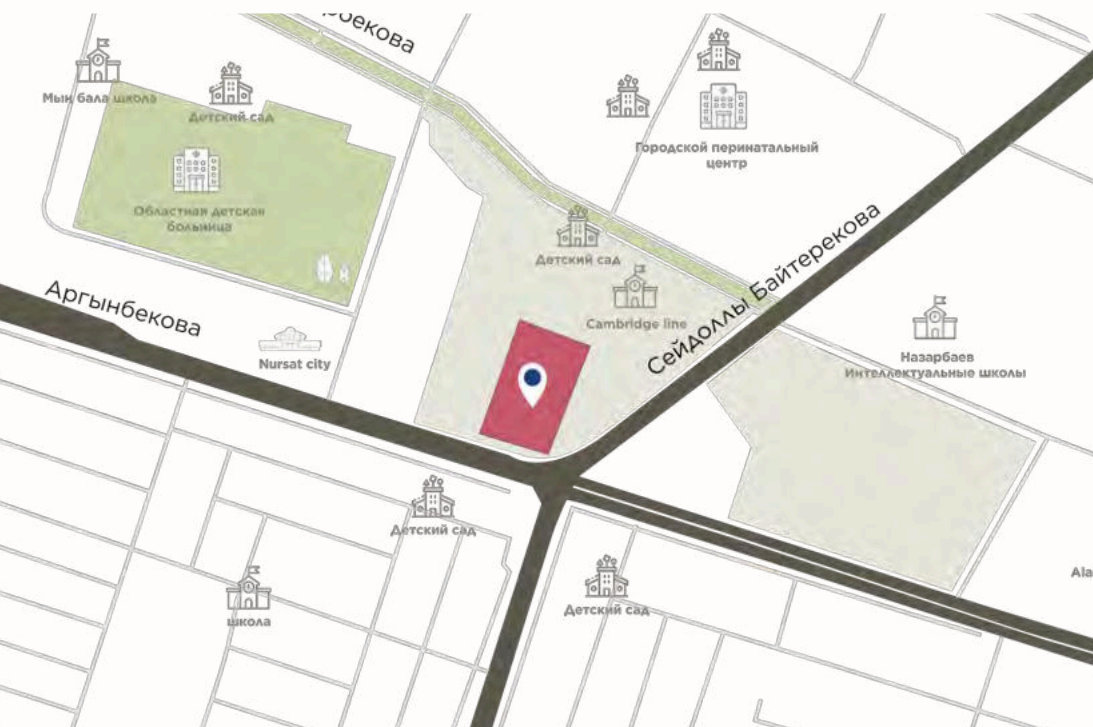 Мың бала школа
Детский сад
Областная детская
больница
Городской перинатальный
центр
Детский сад
Cambridge line
Сейдоллы Байтерекова
Аргынбекова
Nursat city
Назарбаев
Интеллектуальные школы
Детский сад
школа
Детский сад